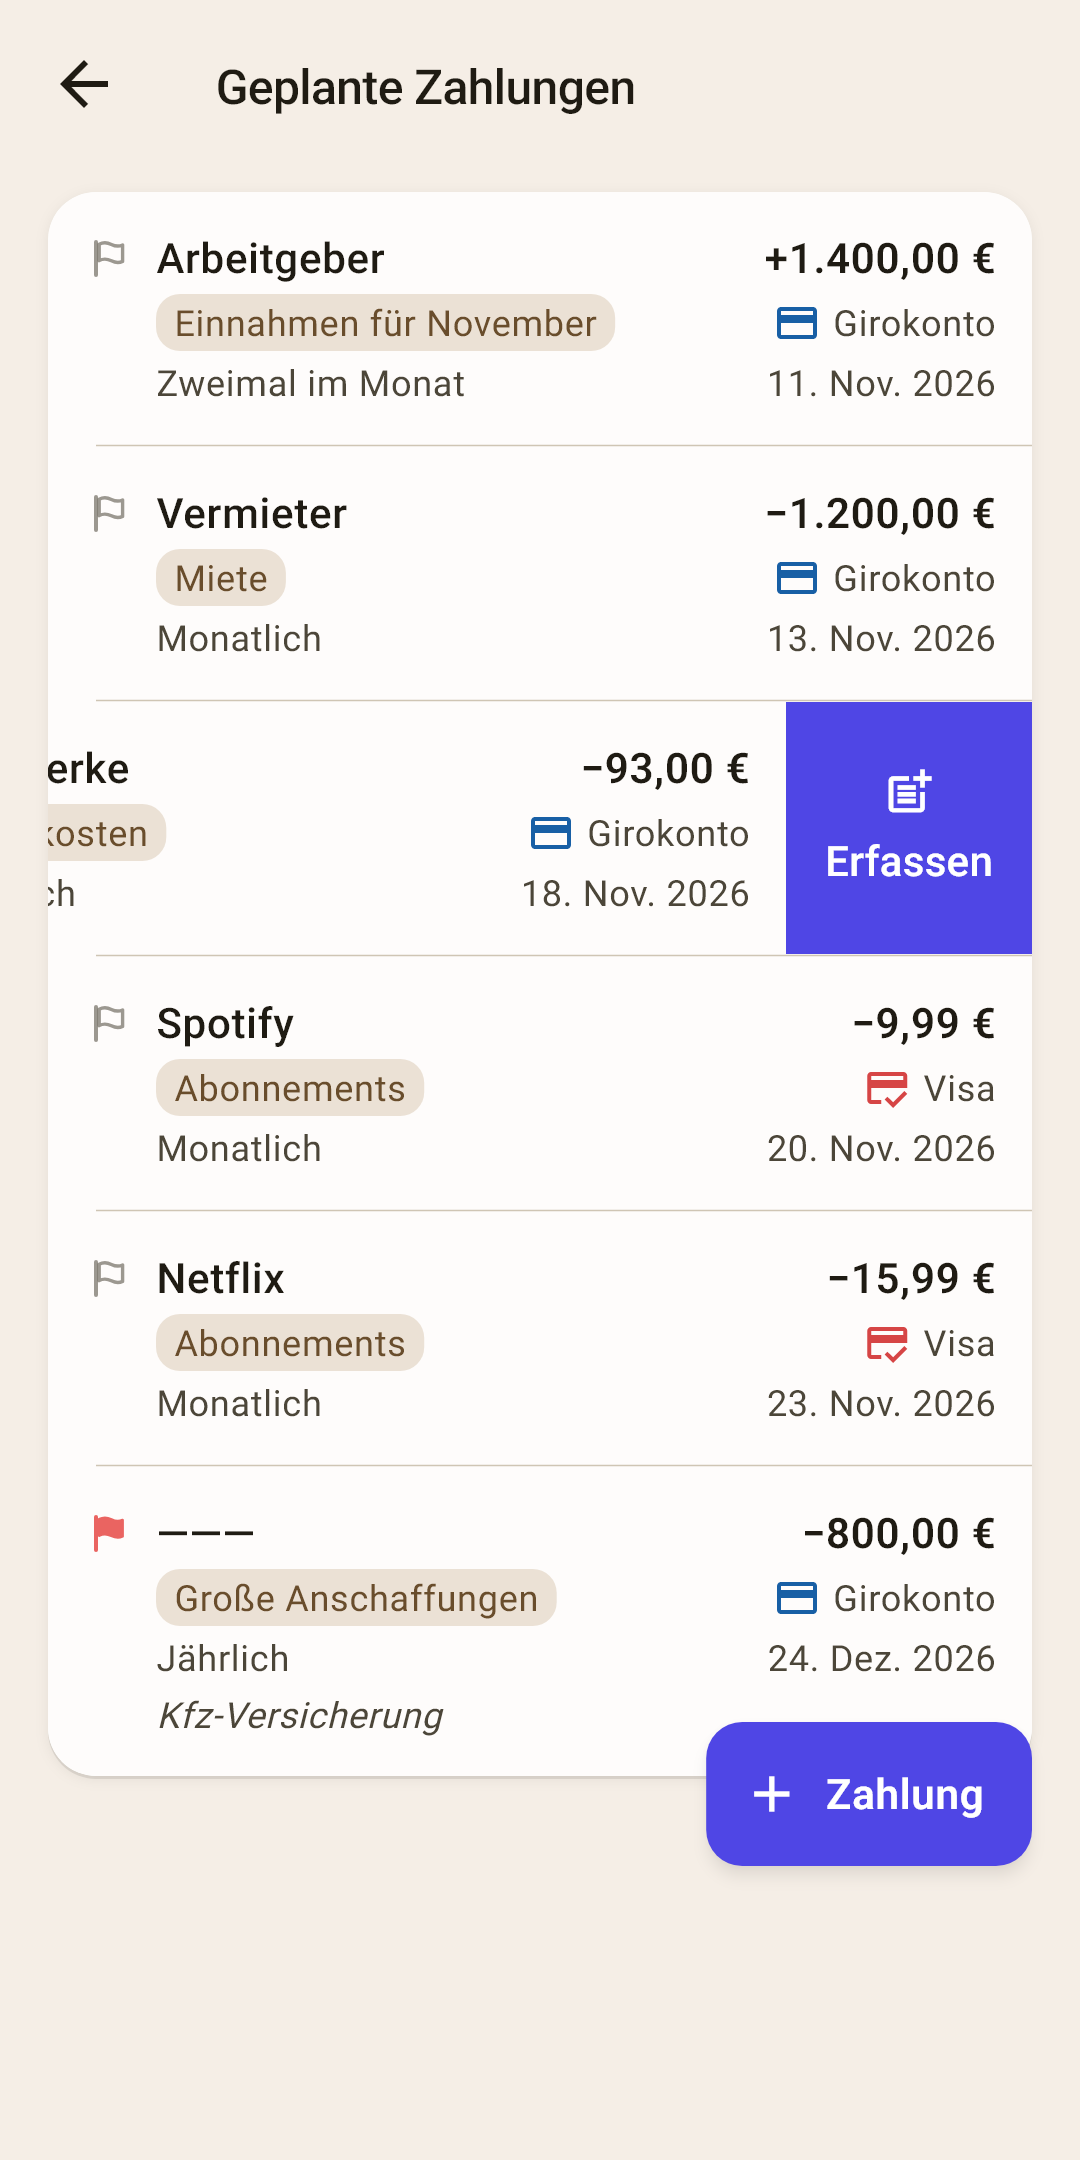 Geplante Zahlungen
Arbeitgeber +1.400,00 €
Einnahmen für November Girokonto
Zweimal im Monat 11. Nov. 2026
Vermieter −1.200,00 €
Miete Girokonto
Monatlich 13. Nov. 2026
erke −93,00 €
kosten Girokonto
ch 18. Nov. 2026
Erfassen
Spotify −9,99 €
Abonnements Visa
Monatlich 20. Nov. 2026
Netflix −15,99 €
Abonnements Visa
Monatlich 23. Nov. 2026
——— −800,00 €
Große Anschaffungen Girokonto
Jährlich 24. Dez. 2026
Kfz-Versicherung
+ Zahlung